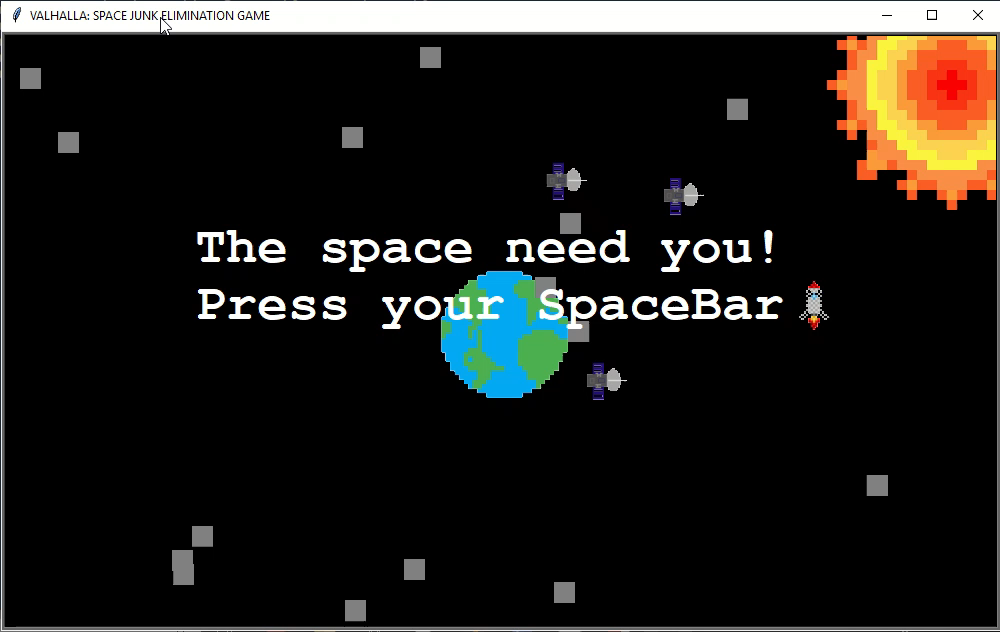 VALHALLA: SPACE JUNK ELIMINATION GAME
The space need you!
Press your SpaceBar